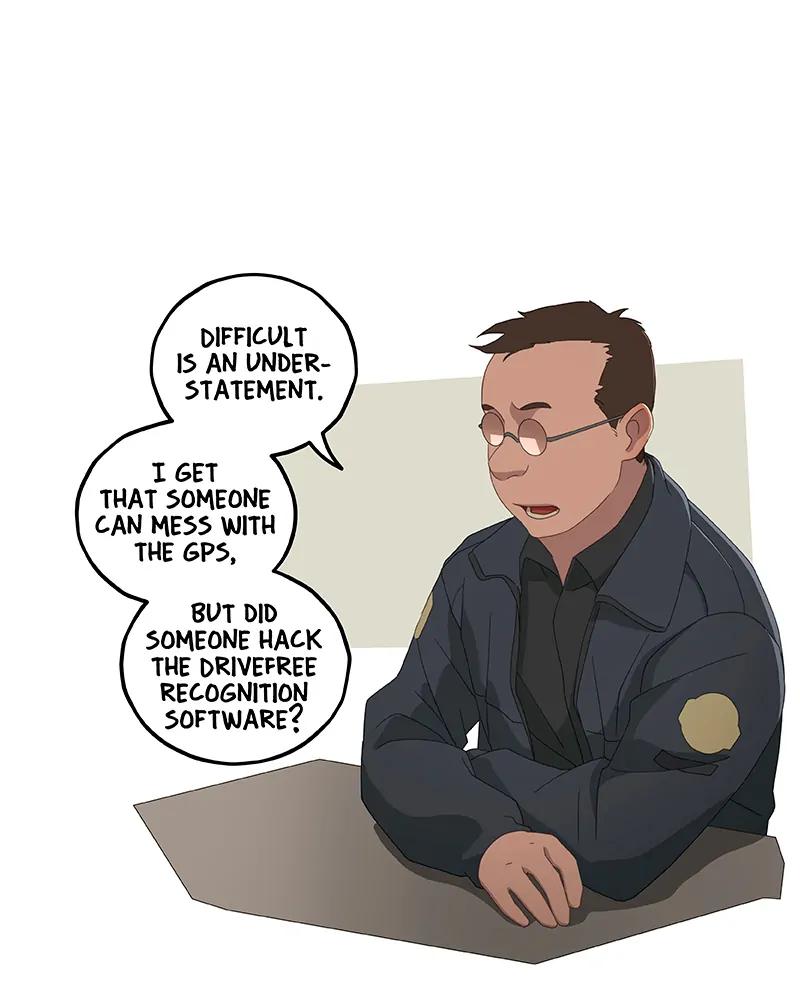 DIFFICULT
IS AN UNDER-
STATEMENT.
I GET
THAT SOMEONE
CAN MESS WITH
THE GPS,
BUT DID
SOMEONE HACK
THE DRIVEFREE
RECOGNITION
SOFTWARE?